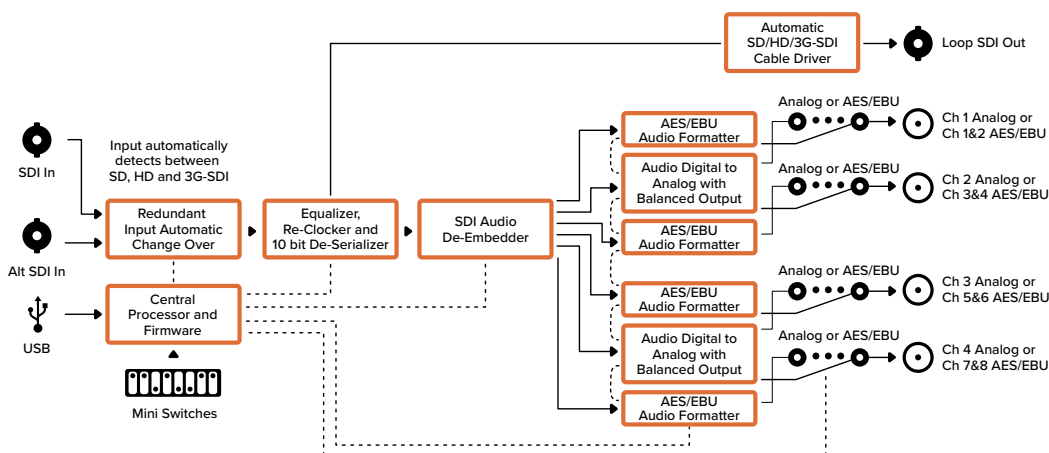 Automatic
SD/HD/3G-SDI
Cable Driver
Loop SDI Out
SDI In
Input automatically
detects between
SD, HD and 3G-SDI
Alt SDI In
Redundant
Input Automatic
Change Over
Equalizer,
Re-Clocker and
10 bit De-Serializer
SDI Audio
De-Embedder
USB
Central
Processor and
Firmware
Mini Switches
AES/EBU
Audio Formatter
Audio Digital to
Analog with
Balanced Output
AES/EBU
Audio Formatter
AES/EBU
Audio Formatter
Audio Digital to
Analog with
Balanced Output
AES/EBU
Audio Formatter
Analog or AES/EBU
Ch 1 Analog or
Ch 1&2 AES/EBU
Analog or AES/EBU
Ch 2 Analog or
Ch 3&4 AES/EBU
Analog or AES/EBU
Ch 3 Analog or
Ch 5&6 AES/EBU
Analog or AES/EBU
Ch 4 Analog or
Ch 7&8 AES/EBU